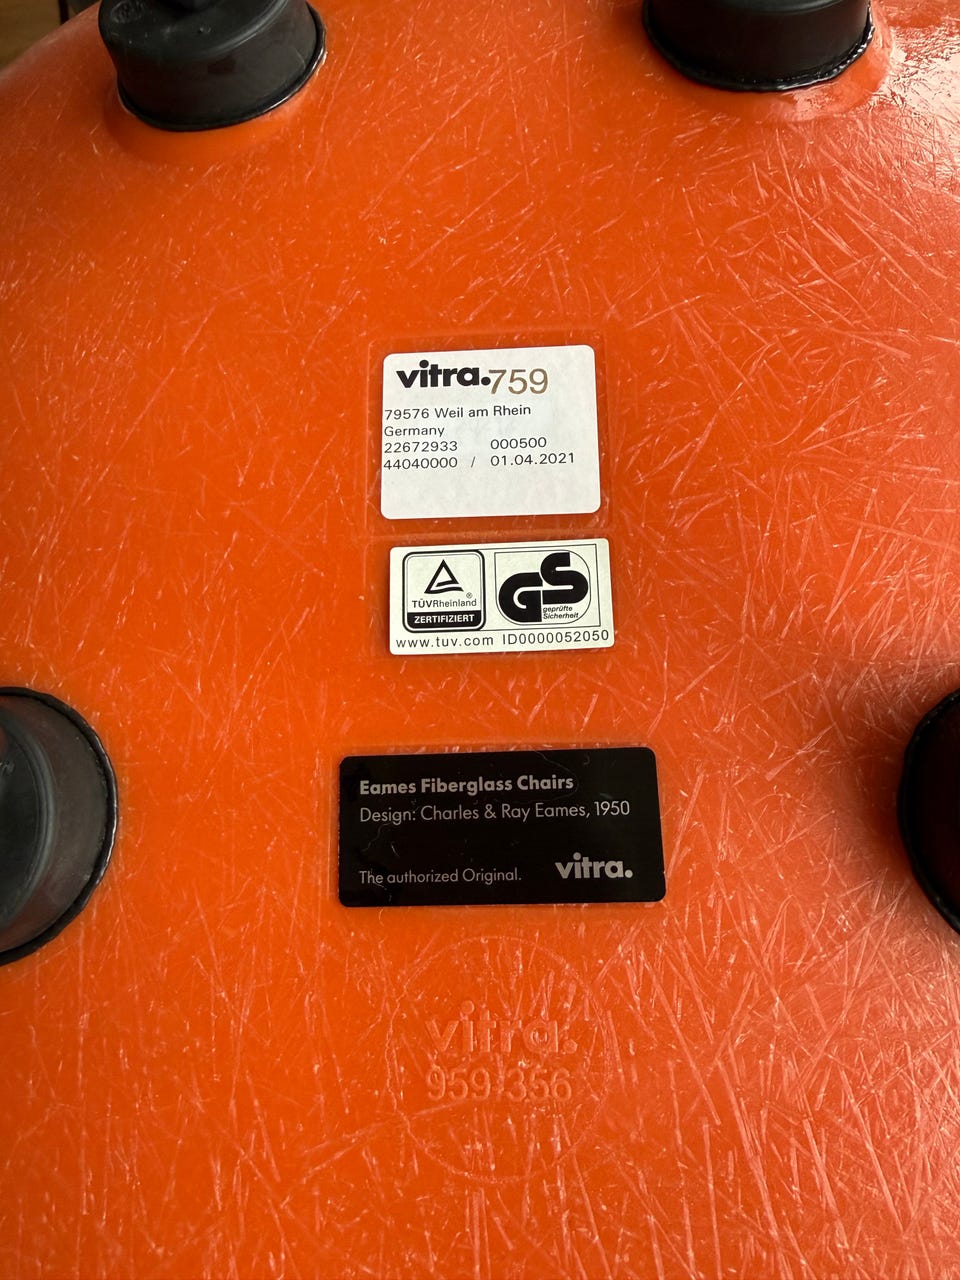 vitra.759
79576 Weil am Rhein
Germany
22672933 000500
44040000 / 01.04.2021
TÜVRheinland®
ZERTIFIZIERT
GS
geprüfte
Sicherheit
www.tuv.com ID0000052050
Eames Fiberglass Chairs
Design: Charles & Ray Eames, 1950
The authorized Original. vitra.
vitra.
959 356